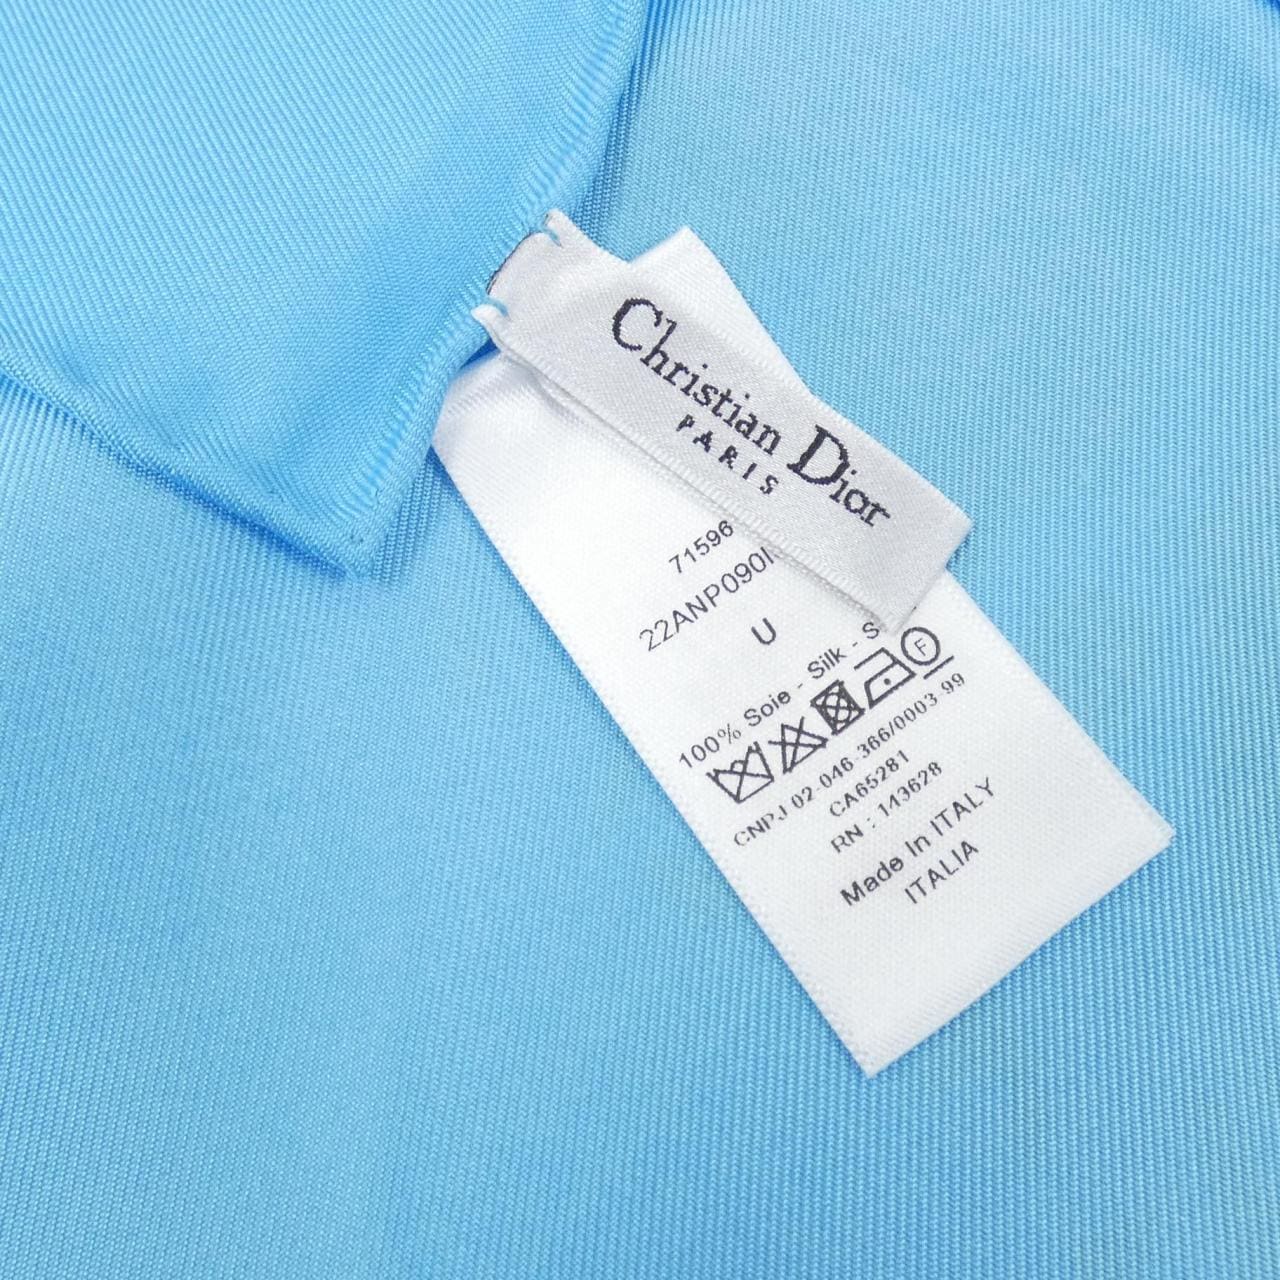 Christian Dior
PARIS
71596
22ANP090I
U
100% Soie - Silk -
F
CNPJ 02-046-366/0003-99
CA65281
RN : 143628
Made In ITALY
ITALIA